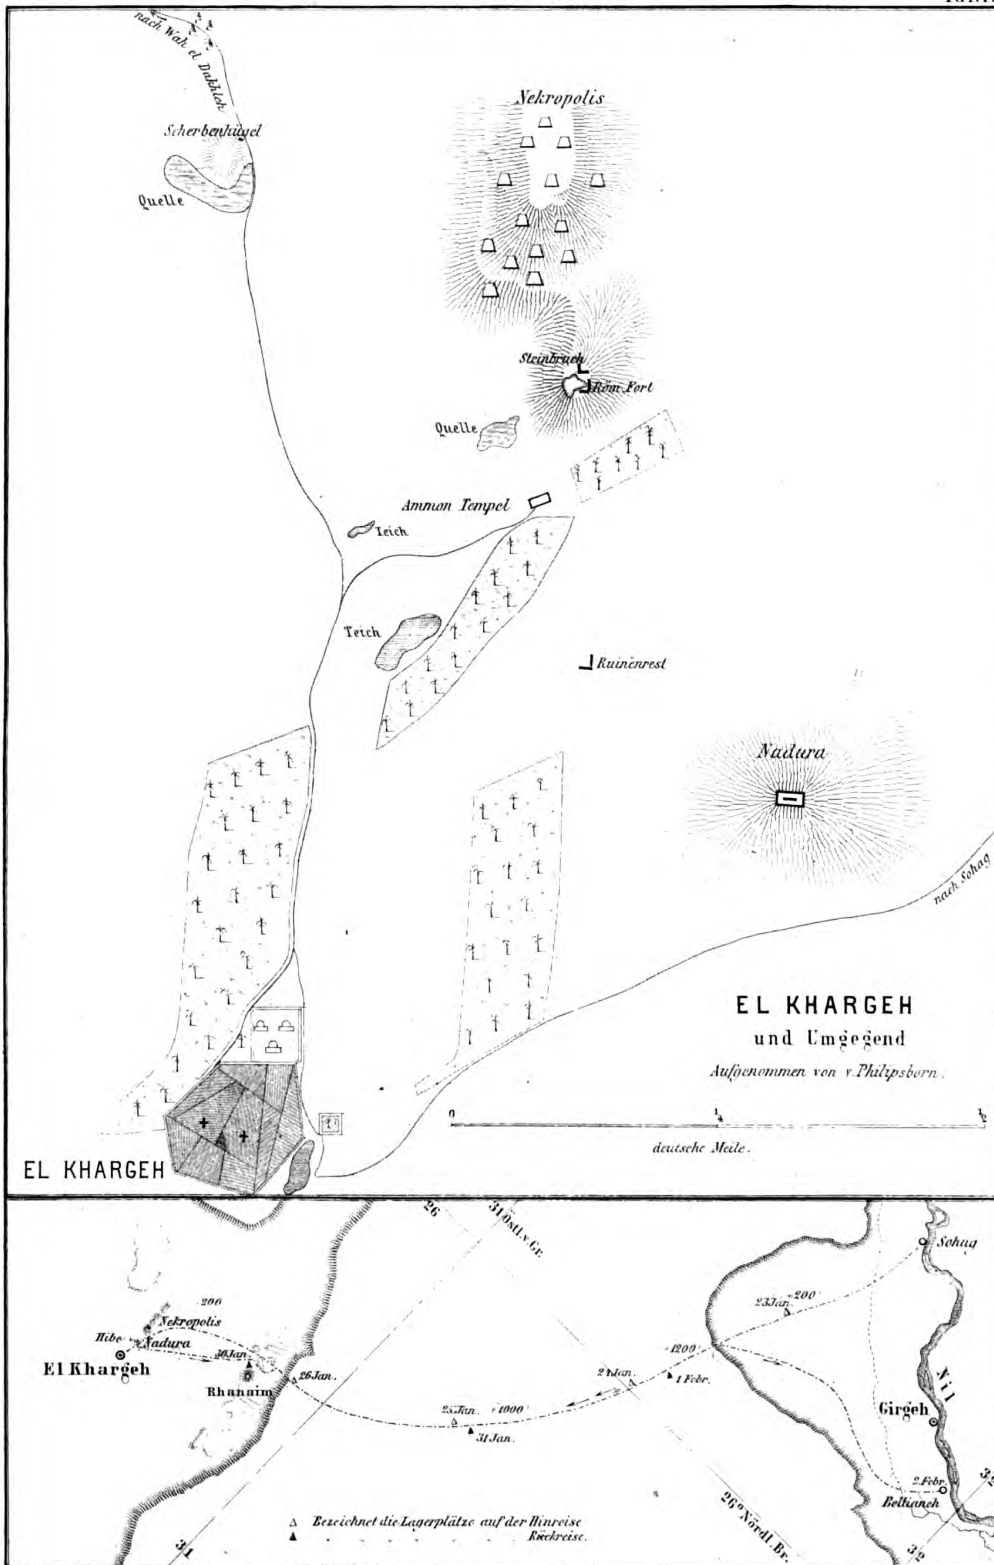 nach Wah el Dakhleh
Scherbenhügel
Quelle
Nekropolis
Steinbruch
Röm. Fort
Quelle
Ammon Tempel
Teich
Teich
Ruinenrest
Nadura
nach Sohag
EL KHARGEH
und Umgegend
Aufgenommen von v. Philipsborn.
0 1/4 1/2
deutsche Meile.
EL KHARGEH
26
31 Östl. v. Gr.
Sohag
200
23 Jan. 200'
Nekropolis
Hibe
Nadura
30 Jan.
1200'
El Khargeh
Rhanaim
26 Jan.
24 Jan.
1 Febr.
Nil
25 Jan. 1000'
Girgeh
31 Jan.
2. Febr.
32
Bellianeh
26° Nördl. Br.
△ Bezeichnet die Lagerplätze auf der Hinreise
▲ - - - - - Rückreise.
31
32